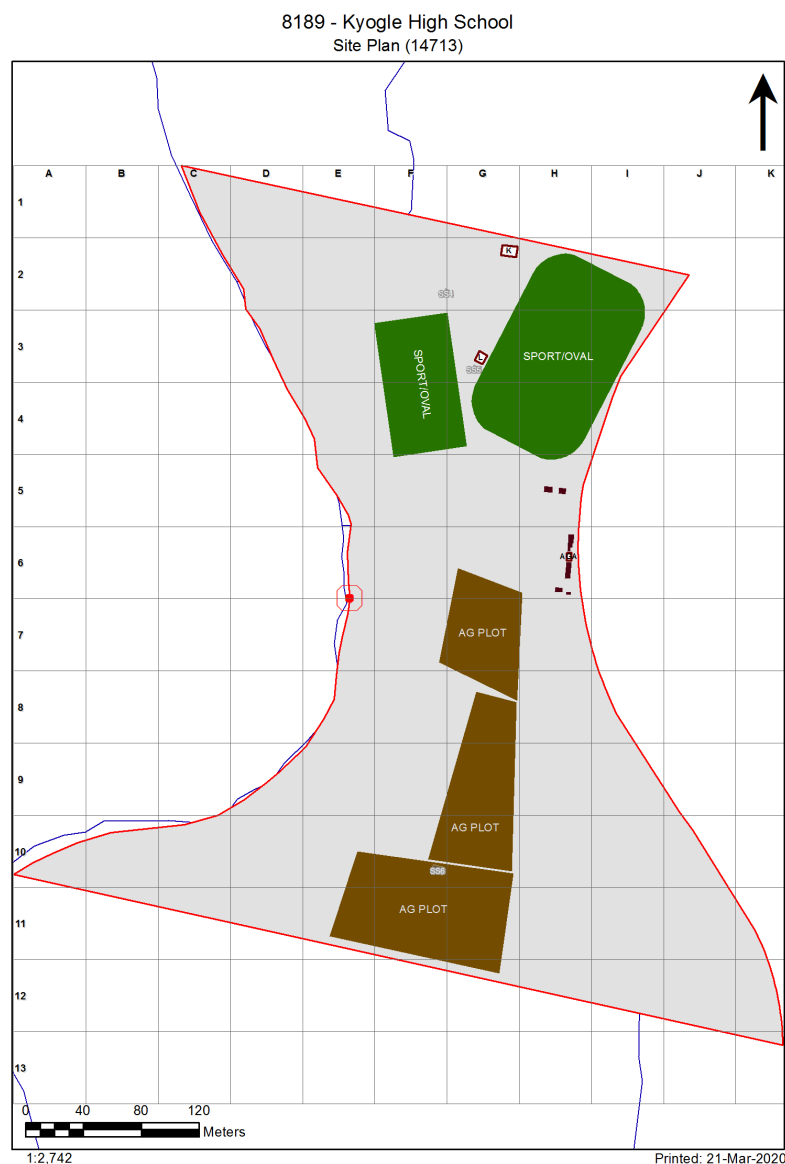 8189 - Kyogle High School
Site Plan (14713)
A B C D E F G H I J K
1
K
2
SS1
3
L
SPORT/OVAL
SPORT/OVAL
4
5
6
7
AG PLOT
8
9
AG PLOT
10
AG PLOT
11
12
13
0 40 80 120
Meters
1:2,742
Printed: 21-Mar-2020